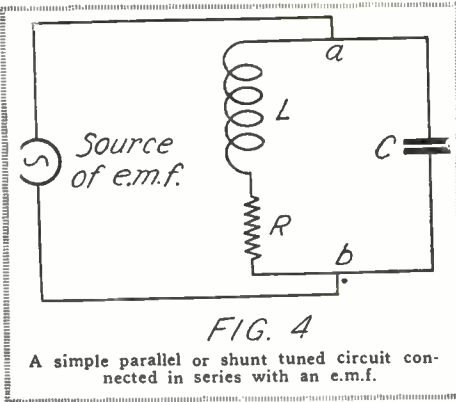 a
Source
of e.m.f.
L
C
R
b
FIG. 4
A simple parallel or shunt tuned circuit con-
nected in series with an e.m.f.